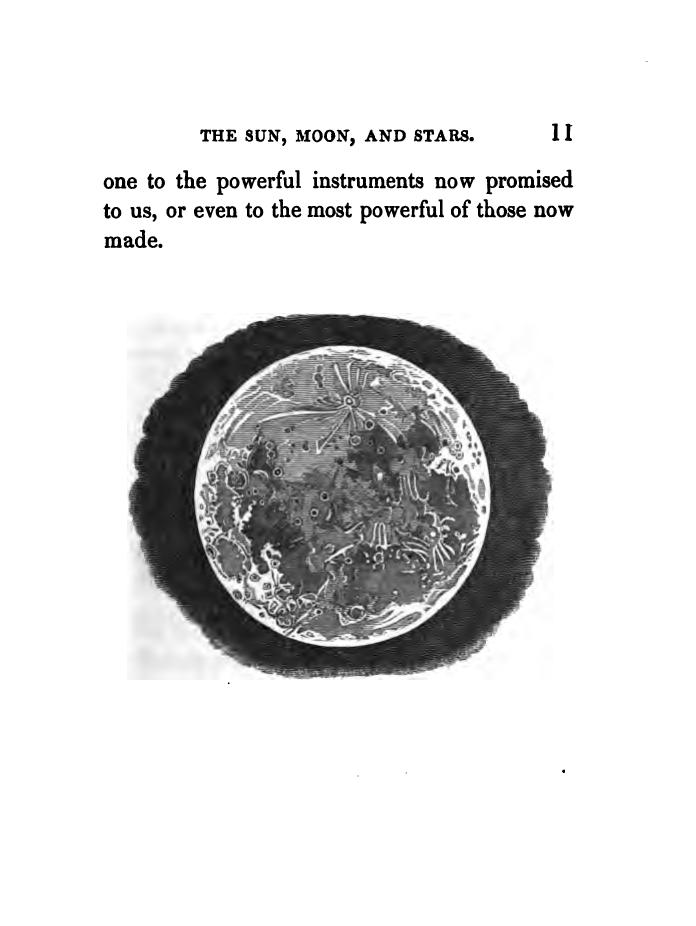 THE SUN, MOON, AND STARS. 11
one to the powerful instruments now promised
to us, or even to the most powerful of those now
made.